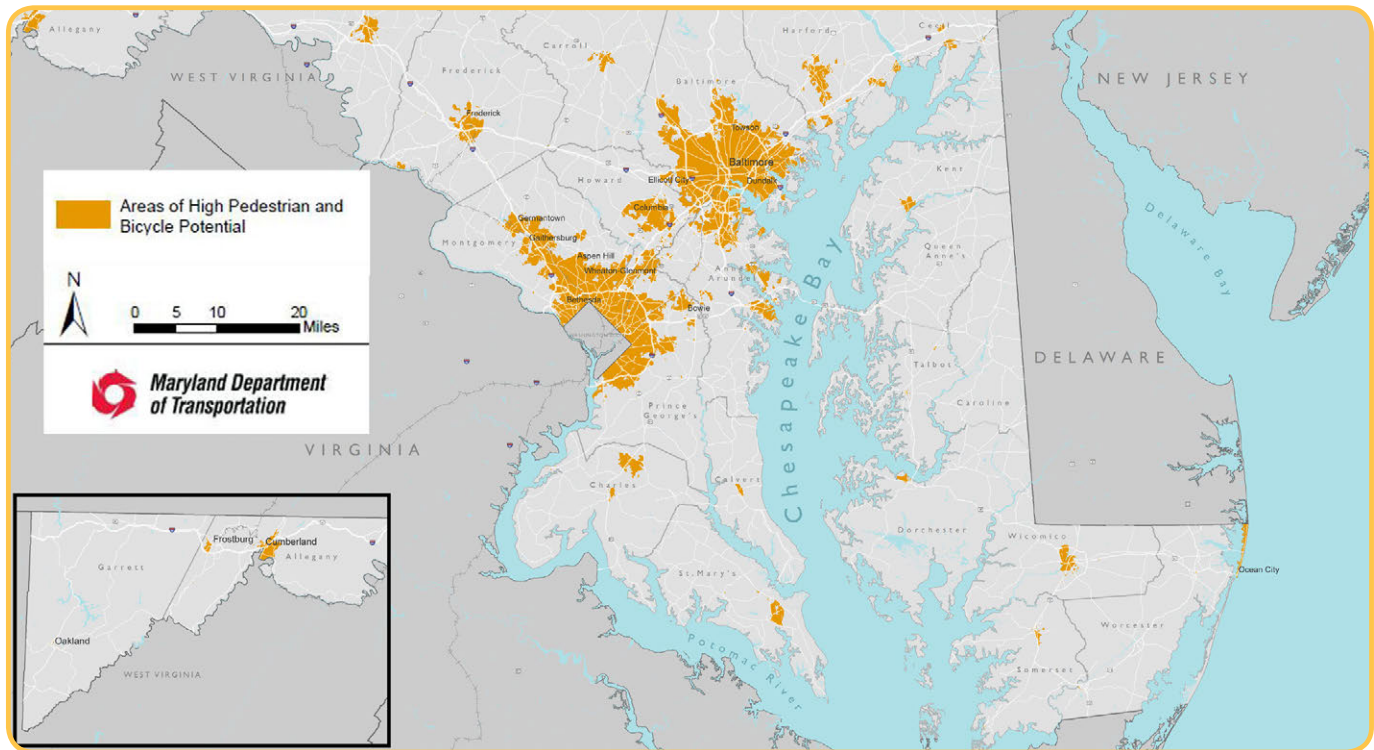 Allegany
WEST VIRGINIA
Frederick
Carroll
Harford
Cecil
Baltimore
NEW JERSEY
Frederick
Towson
Baltimore
Ellicott City
Dundalk
Howard
Kent
Columbia
Delaware Bay
Areas of High Pedestrian and
Bicycle Potential
N
0 5 10 20
Miles
Maryland Department
of Transportation
Germantown
Montgomery
Gaithersburg
Aspen Hill
Wheaton-Glenmont
Bethesda
Queen
Anne's
Anne
Arundel
Bowie
Chesapeake Bay
DELAWARE
Talbot
Caroline
Prince
George's
VIRGINIA
Charles
Calvert
Dorchester
Wicomico
Ocean City
St. Mary's
Worcester
Somerset
Potomac River
Frostburg
Cumberland
Allegany
Garrett
Oakland
WEST VIRGINIA